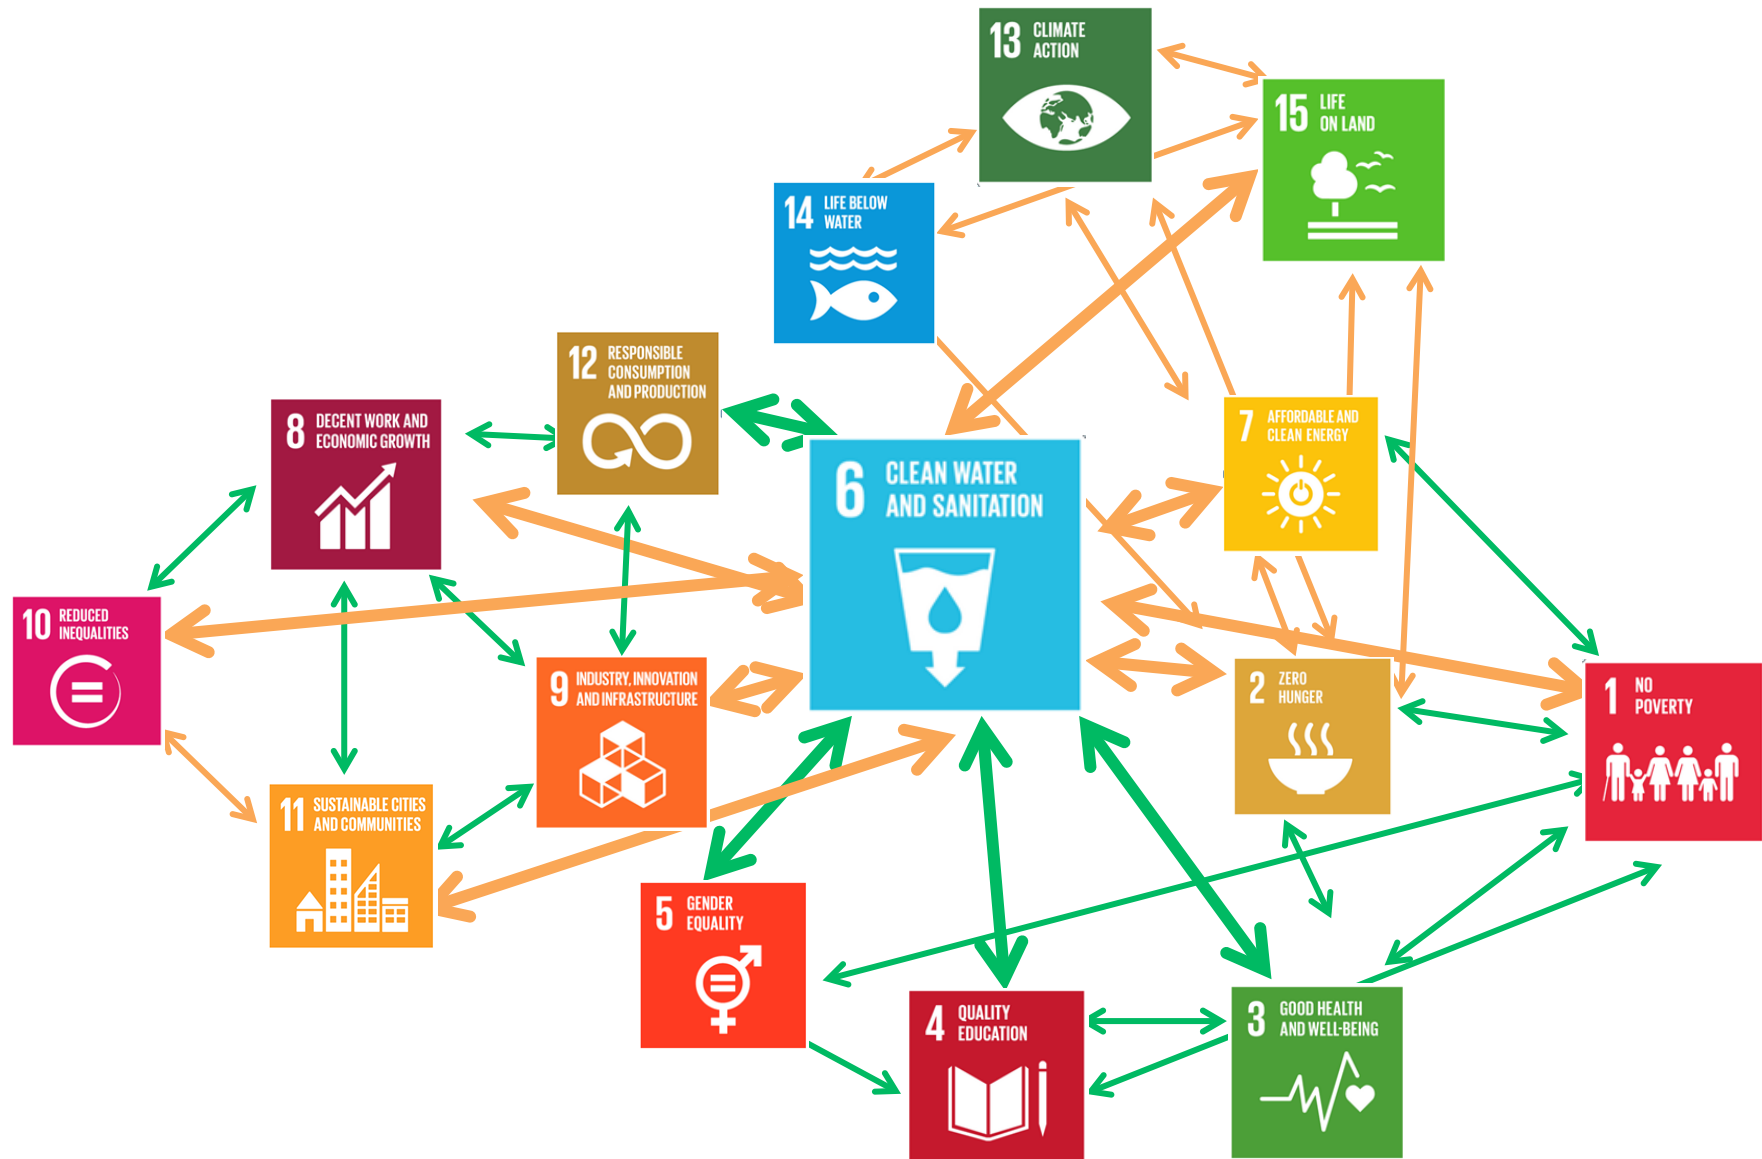 13 CLIMATE
ACTION
15 LIFE
ON LAND
14 LIFE BELOW
WATER
12 RESPONSIBLE
CONSUMPTION
AND PRODUCTION
8 DECENT WORK AND
ECONOMIC GROWTH
7 AFFORDABLE AND
CLEAN ENERGY
6 CLEAN WATER
AND SANITATION
10 REDUCED
INEQUALITIES
9 INDUSTRY, INNOVATION
AND INFRASTRUCTURE
2 ZERO
HUNGER
1 NO
POVERTY
11 SUSTAINABLE CITIES
AND COMMUNITIES
5 GENDER
EQUALITY
4 QUALITY
EDUCATION
3 GOOD HEALTH
AND WELL-BEING